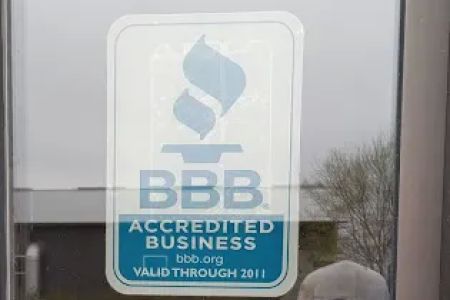 BBB®
ACCREDITED
BUSINESS
bbb.org
VALID THROUGH 2011